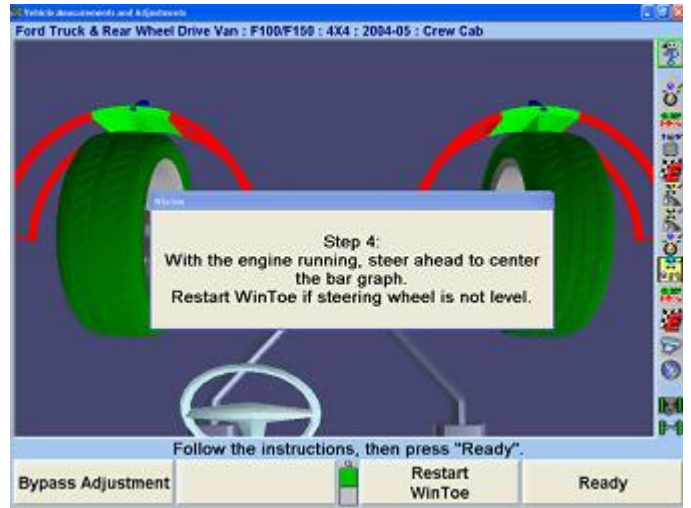 Vehicle Measurements and Adjustments
Ford Truck & Rear Wheel Drive Van : F100/F150 : 4X4 : 2004-05 : Crew Cab
WinToe
Step 4:
With the engine running, steer ahead to center
the bar graph.
Restart WinToe if steering wheel is not level.
Follow the instructions, then press "Ready".
Bypass Adjustment
Restart
WinToe
Ready